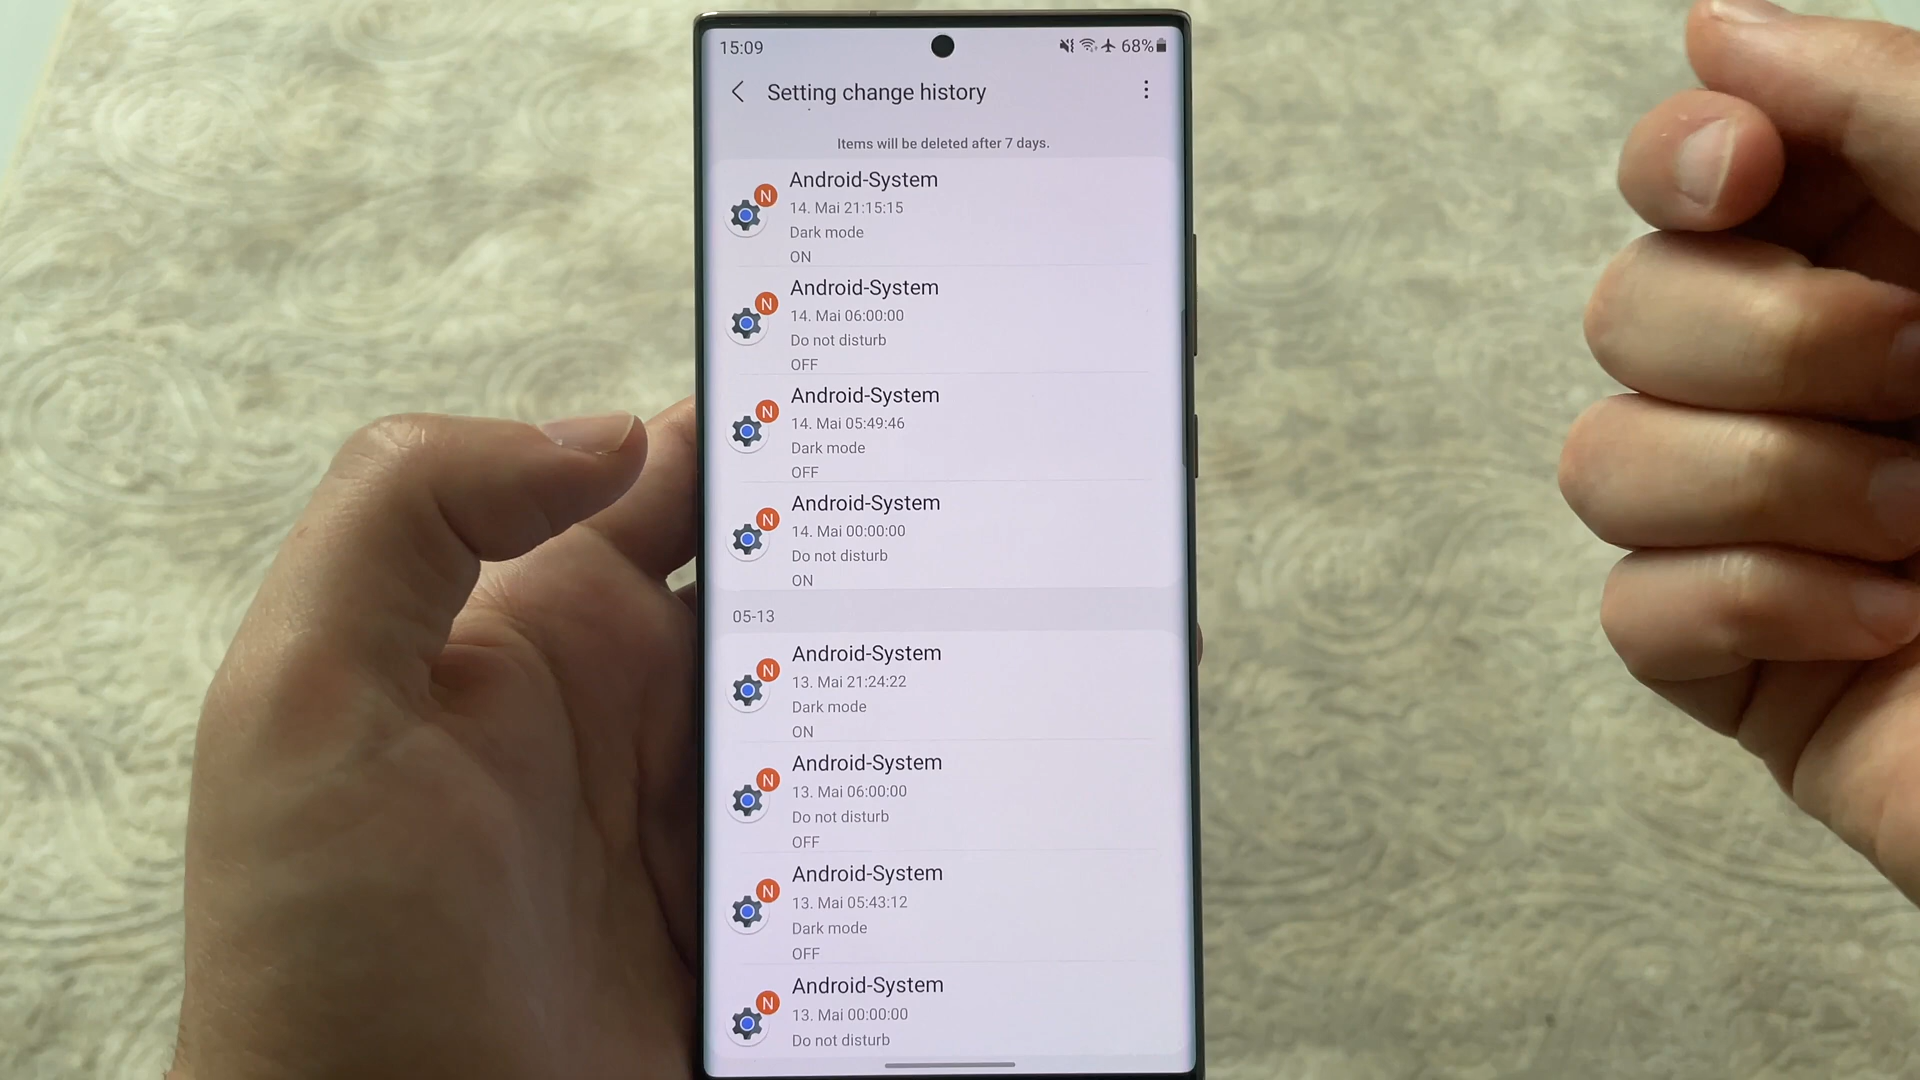 15:09
68%
Setting change history
Items will be deleted after 7 days.
Android-System
N
14. Mai 21:15:15
Dark mode
ON
Android-System
N
14. Mai 06:00:00
Do not disturb
OFF
Android-System
N
14. Mai 05:49:46
Dark mode
OFF
Android-System
N
14. Mai 00:00:00
Do not disturb
ON
05-13
Android-System
N
13. Mai 21:24:22
Dark mode
ON
Android-System
N
13. Mai 06:00:00
Do not disturb
OFF
Android-System
N
13. Mai 05:43:12
Dark mode
OFF
Android-System
N
13. Mai 00:00:00
Do not disturb